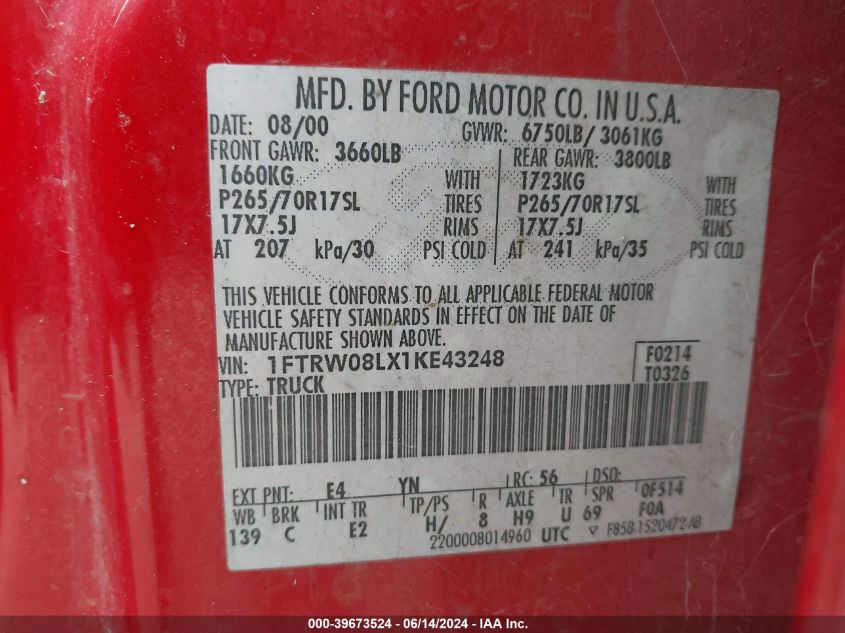 MFD. BY FORD MOTOR CO. IN U.S.A.
DATE: 08/00 GVWR: 6750LB/ 3061KG
FRONT GAWR: 3660LB REAR GAWR: 3800LB
1660KG WITH 1723KG WITH
P265/70R17SL TIRES P265/70R17SL TIRES
17X7.5J RIMS 17X7.5J RIMS
AT 207 kPa/30 PSI COLD AT 241 kPa/35 PSI COLD
THIS VEHICLE CONFORMS TO ALL APPLICABLE FEDERAL MOTOR
VEHICLE SAFETY STANDARDS IN EFFECT ON THE DATE OF
MANUFACTURE SHOWN ABOVE.
VIN: 1FTRW08LX1KE43248 F0214
TYPE: TRUCK T0326
EXT PNT: E4 YN RC: 56 DSO:
WB BRK INT TR TP/PS R AXLE TR SPR 0F514
139 C E2 H/ 8 H9 U 69 F0A
2200008014960 UTC F85B-1520472-AB
000-39673524 - 06/14/2024 - IAA Inc.